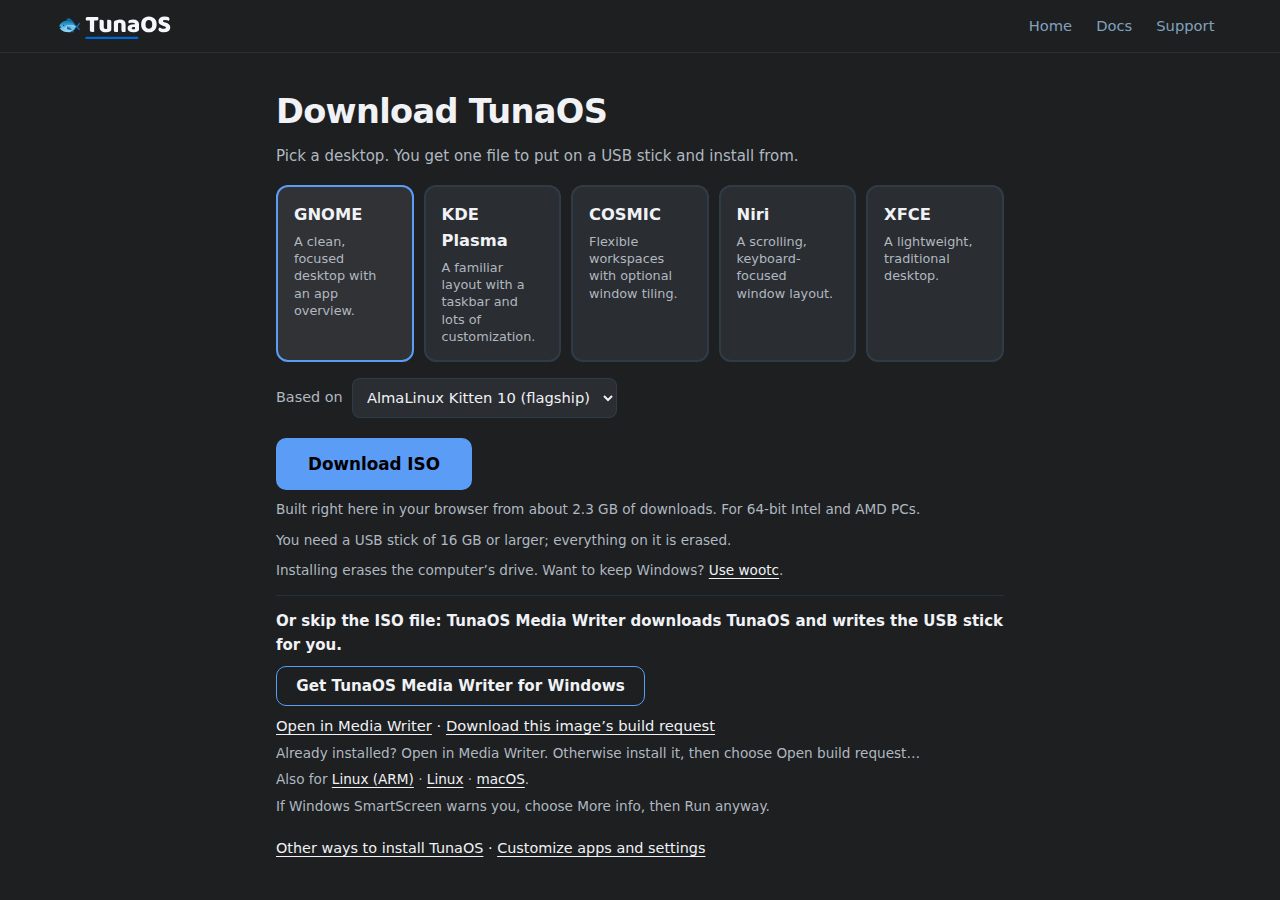 TunaOS
Home Docs Support
Download TunaOS
Pick a desktop. You get one file to put on a USB stick and install from.
GNOME
A clean,
focused
desktop with
an app
overview.
KDE
Plasma
A familiar
layout with a
taskbar and
lots of
customization.
COSMIC
Flexible
workspaces
with optional
window tiling.
Niri
A scrolling,
keyboard-
focused
window layout.
XFCE
A lightweight,
traditional
desktop.
Based on AlmaLinux Kitten 10 (flagship)
Download ISO
Built right here in your browser from about 2.3 GB of downloads. For 64-bit Intel and AMD PCs.
You need a USB stick of 16 GB or larger; everything on it is erased.
Installing erases the computer’s drive. Want to keep Windows? Use wootc.
Or skip the ISO file: TunaOS Media Writer downloads TunaOS and writes the USB stick
for you.
Get TunaOS Media Writer for Windows
Open in Media Writer · Download this image’s build request
Already installed? Open in Media Writer. Otherwise install it, then choose Open build request…
Also for Linux (ARM) · Linux · macOS.
If Windows SmartScreen warns you, choose More info, then Run anyway.
Other ways to install TunaOS · Customize apps and settings